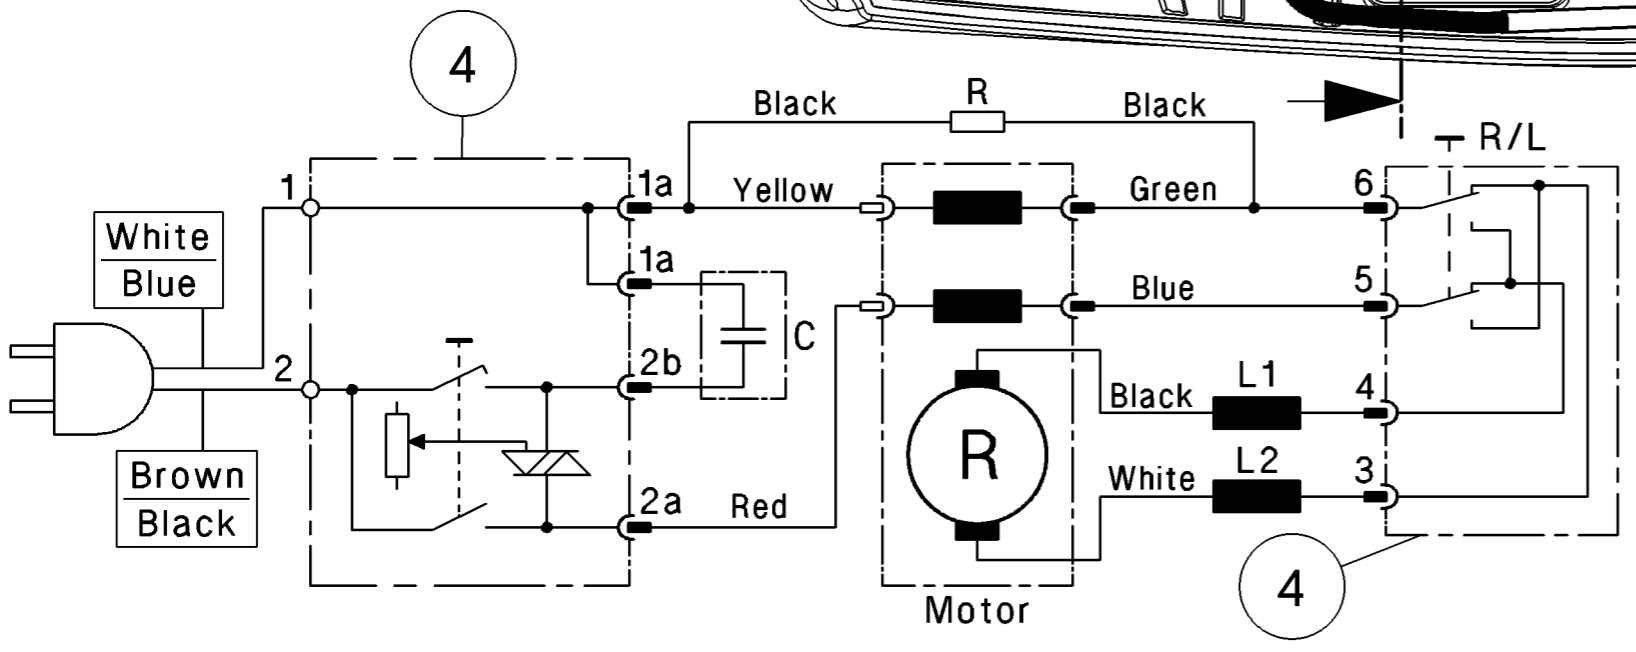 4
Black
R
Black
R/L
1
1a
Yellow
Green
6
White
Blue
1a
Blue
5
C
2
2b
Black
L1
4
R
Brown
Black
2a
Red
White
L2
3
Motor
4